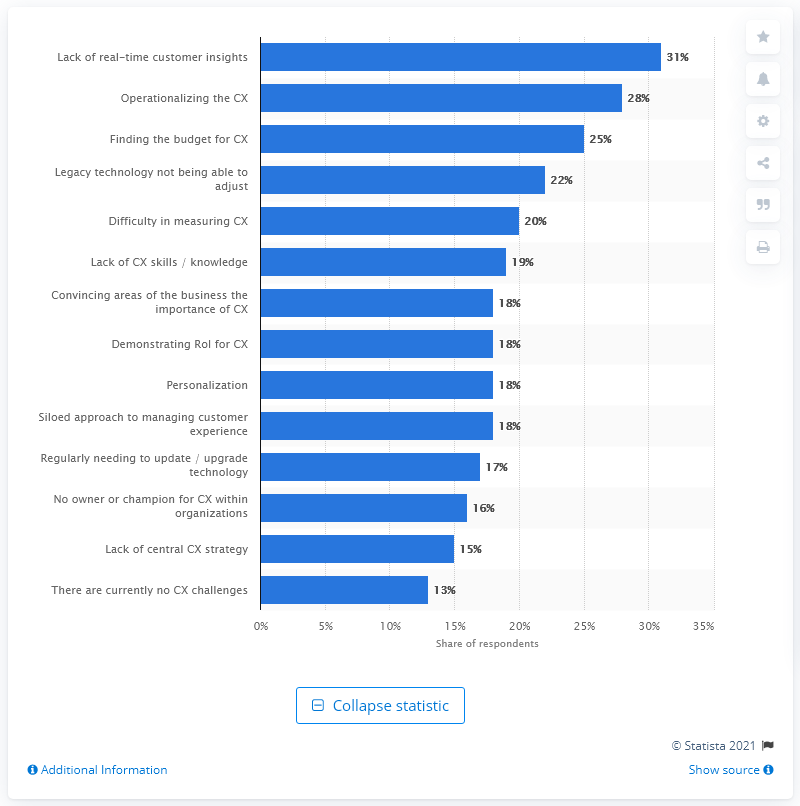 Lack of real-time customer insights 31%
Operationalizing the CX 28%
Finding the budget for CX 25%
Legacy technology not being able to
adjust 22%
Difficulty in measuring CX 20%
Lack of CX skills / knowledge 19%
Convincing areas of the business the
importance of CX 18%
Demonstrating RoI for CX 18%
Personalization 18%
Siloed approach to managing customer
experience 18%
Regularly needing to update / upgrade
technology 17%
No owner or champion for CX within
organizations 16%
Lack of central CX strategy 15%
There are currently no CX challenges 13%
0% 5% 10% 15% 20% 25% 30% 35%
Share of respondents
Collapse statistic
© Statista 2021
Additional Information Show source